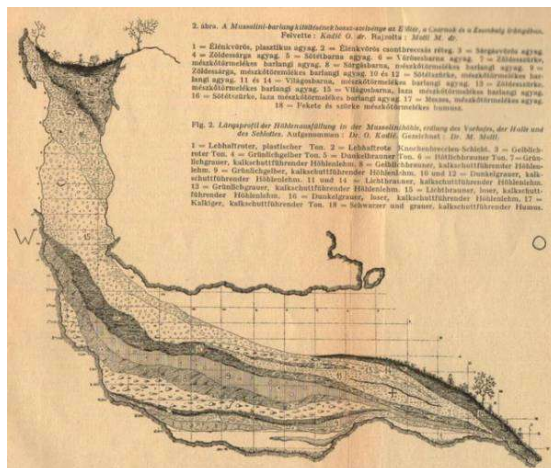 2. ábra. A Mussolini-barlang kitöltésének hossz-szelvénye az Előtér, a Csarnok és a Kemence irányában.
Felvette: Kadić O. dr. Rajzolta: Mottl M. dr.
1 = Élénkvörös, plasztikus agyag. 2 = Élénkvörös csontbreccsás réteg. 3 = Sárgásvörös agyag.
4 = Zöldessárga agyag. 5 = Sötétbarna agyag. 6 = Vörösesbarna agyag. 7 = Zöldesszürke,
mészkőtörmelékes barlangi agyag. 8 = Sárgásbarna, mészkőtörmelékes barlangi agyag. 9 =
Zöldessárga, mészkőtörmelékes barlangi agyag. 10 és 12 = Sötétszürke, mészkőtörmelékes bar-
langi agyag. 11 és 14 = Világosbarna, mészkőtörmelékes barlangi agyag. 13 = Zöldesszürke,
mészkőtörmelékes barlangi agyag. 15 = Világosbarna, laza mészkőtörmelékes barlangi agyag.
16 = Sötétszürke, laza mészkőtörmelékes barlangi agyag. 17 = Meszes, mészkőtörmelékes agyag.
18 = Fekete és szürke mészkőtörmelékes humusz.
Fig. 2. Längsprofil der Höhlenausfüllung in der Mussolinihöhle, entlang des Vorhofes, der Halle und
des Schlotes. Aufgenommen: Dr. O. Kadić. Gezeichnet: Dr. M. Mottl.
1 = Lebhaftroter, plastischer Ton. 2 = Lebhaftrote Knochenbreccien-Schicht. 3 = Gelblich-
roter Ton. 4 = Grünlichgelber Ton. 5 = Dunkelbrauner Ton. 6 = Rötlichbrauner Ton. 7 = Grün-
lichgrauer, kalkschuttführender Höhlenlehm. 8 = Gelblichbrauner, kalkschuttführender Höhlen-
lehm. 9 = Grünlichgelber, kalkschuttführender Höhlenlehm. 10 und 12 = Dunkelgrauer, kalk-
schuttführender Höhlenlehm. 11 und 14 = Lichtbrauner, kalkschuttführender Höhlenlehm.
13 = Grünlichgrauer, kalkschuttführender Höhlenlehm. 15 = Lichtbrauner, loser, kalkschutt-
führender Höhlenlehm. 16 = Dunkelgrauer, loser, kalkschuttführender Höhlenlehm. 17 =
Kalkiger, kalkschuttführender Ton. 18 = Schwarzer und grauer, kalkschuttführender Humus.
W
O